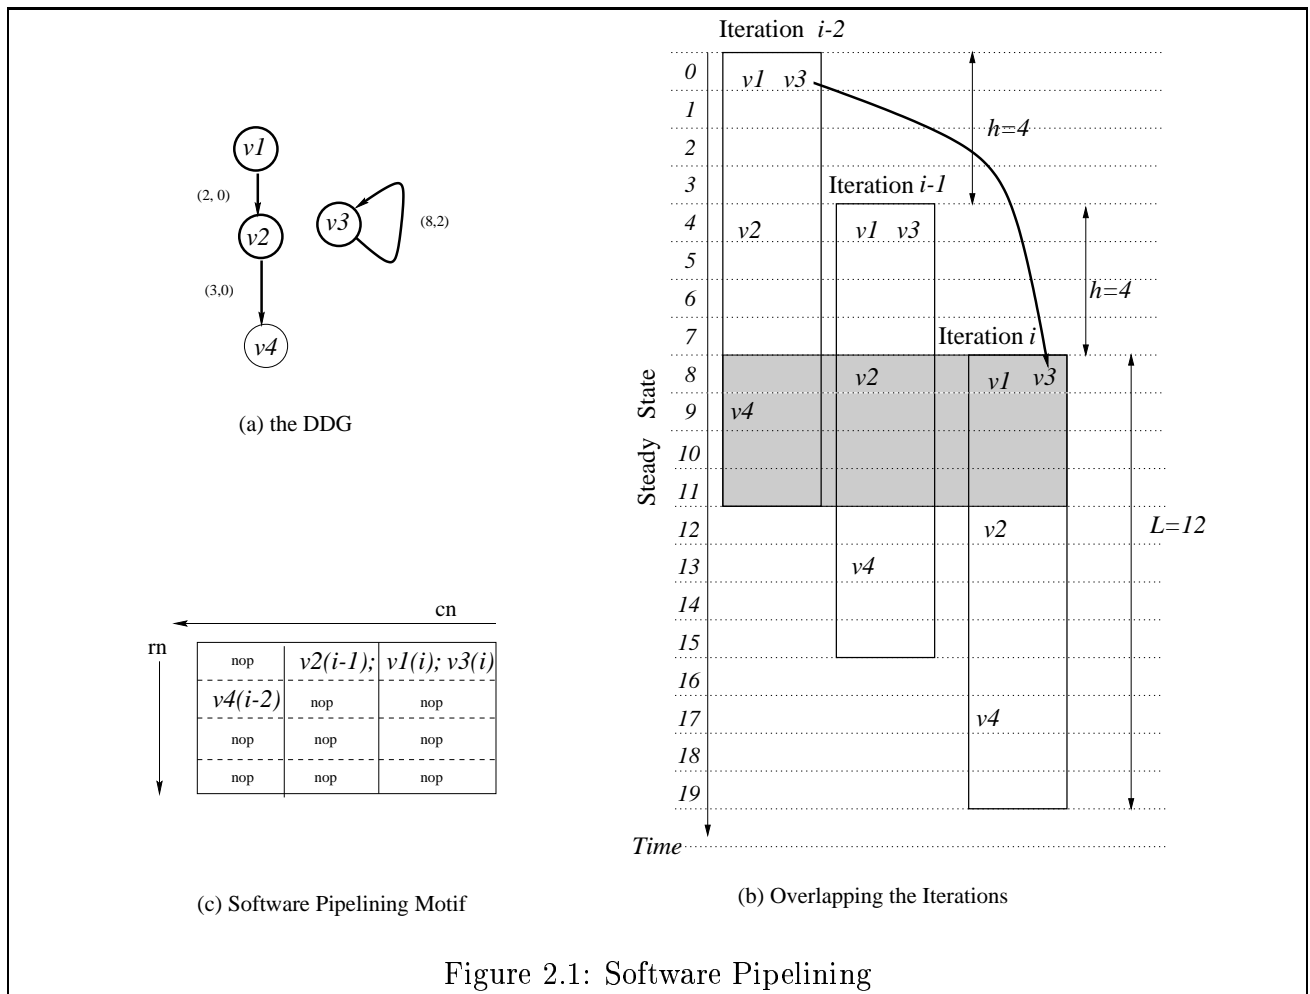 v1
(2, 0)
v2
(3,0)
v4
v3
(8,2)
(a) the DDG
Iteration i-2
0
v1 v3
1
h=4
2
3
Iteration i-1
4
v2
v1 v3
5
6
h=4
7
Iteration i
8
v2
v1 v3
9
v4
10
11
Steady State
12
v2
L=12
13
v4
14
15
16
17
v4
18
19
Time
(b) Overlapping the Iterations
cn
rn
nop v2(i-1); v1(i); v3(i)
v4(i-2) nop nop
nop nop nop
nop nop nop
(c) Software Pipelining Motif
Figure 2.1: Software Pipelining